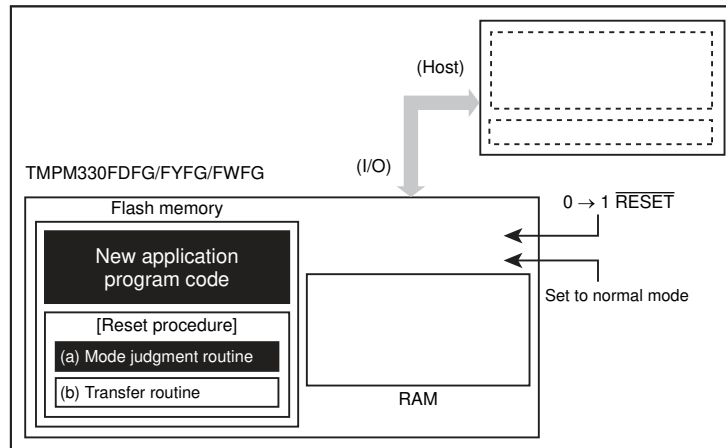 (Host)
(I/O)
TMPM330FDFG/FYFG/FWFG
0 → 1 RESET
Flash memory
New application
program code
Set to normal mode
[Reset procedure]
(a) Mode judgment routine
(b) Transfer routine
RAM